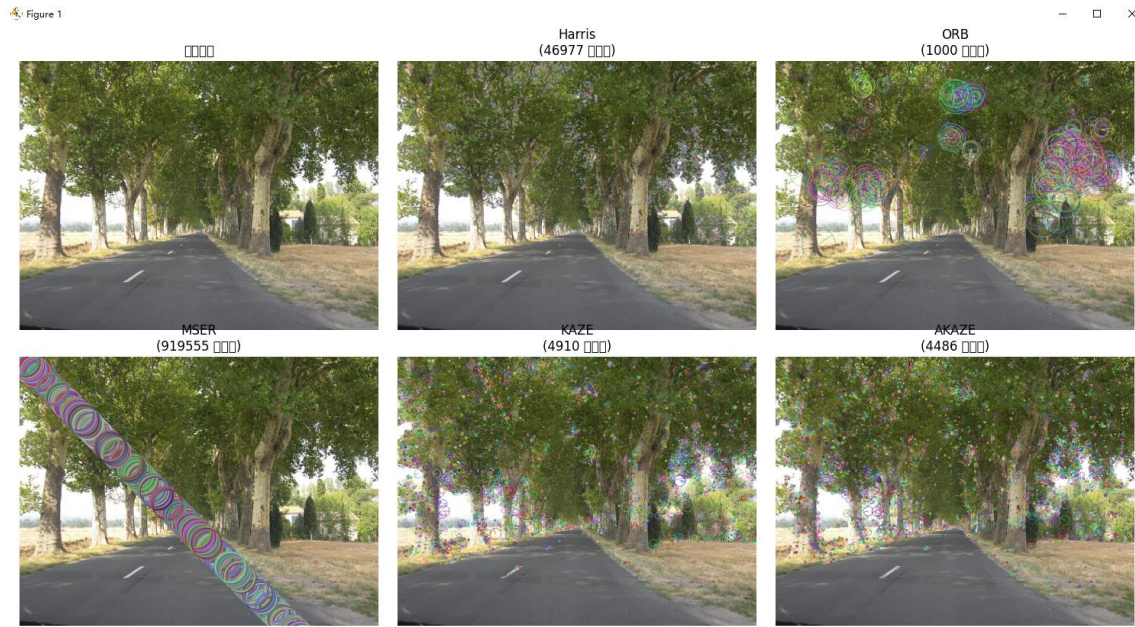 Figure 1
Harris
(46977 □□□)
ORB
(1000 □□□)
□□□□
MSER
(919555 □□□)
KAZE
(4910 □□□)
AKAZE
(4486 □□□)